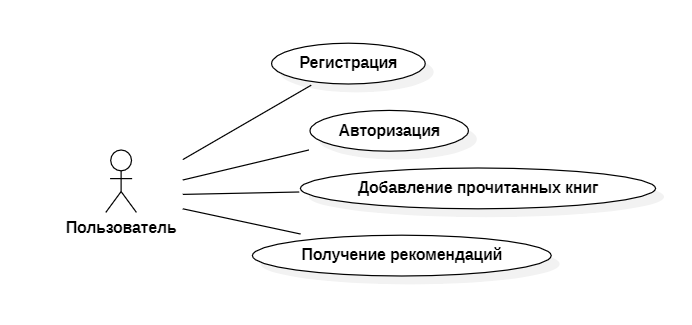 Регистрация
Авторизация
Добавление прочитанных книг
Пользователь
Получение рекомендаций